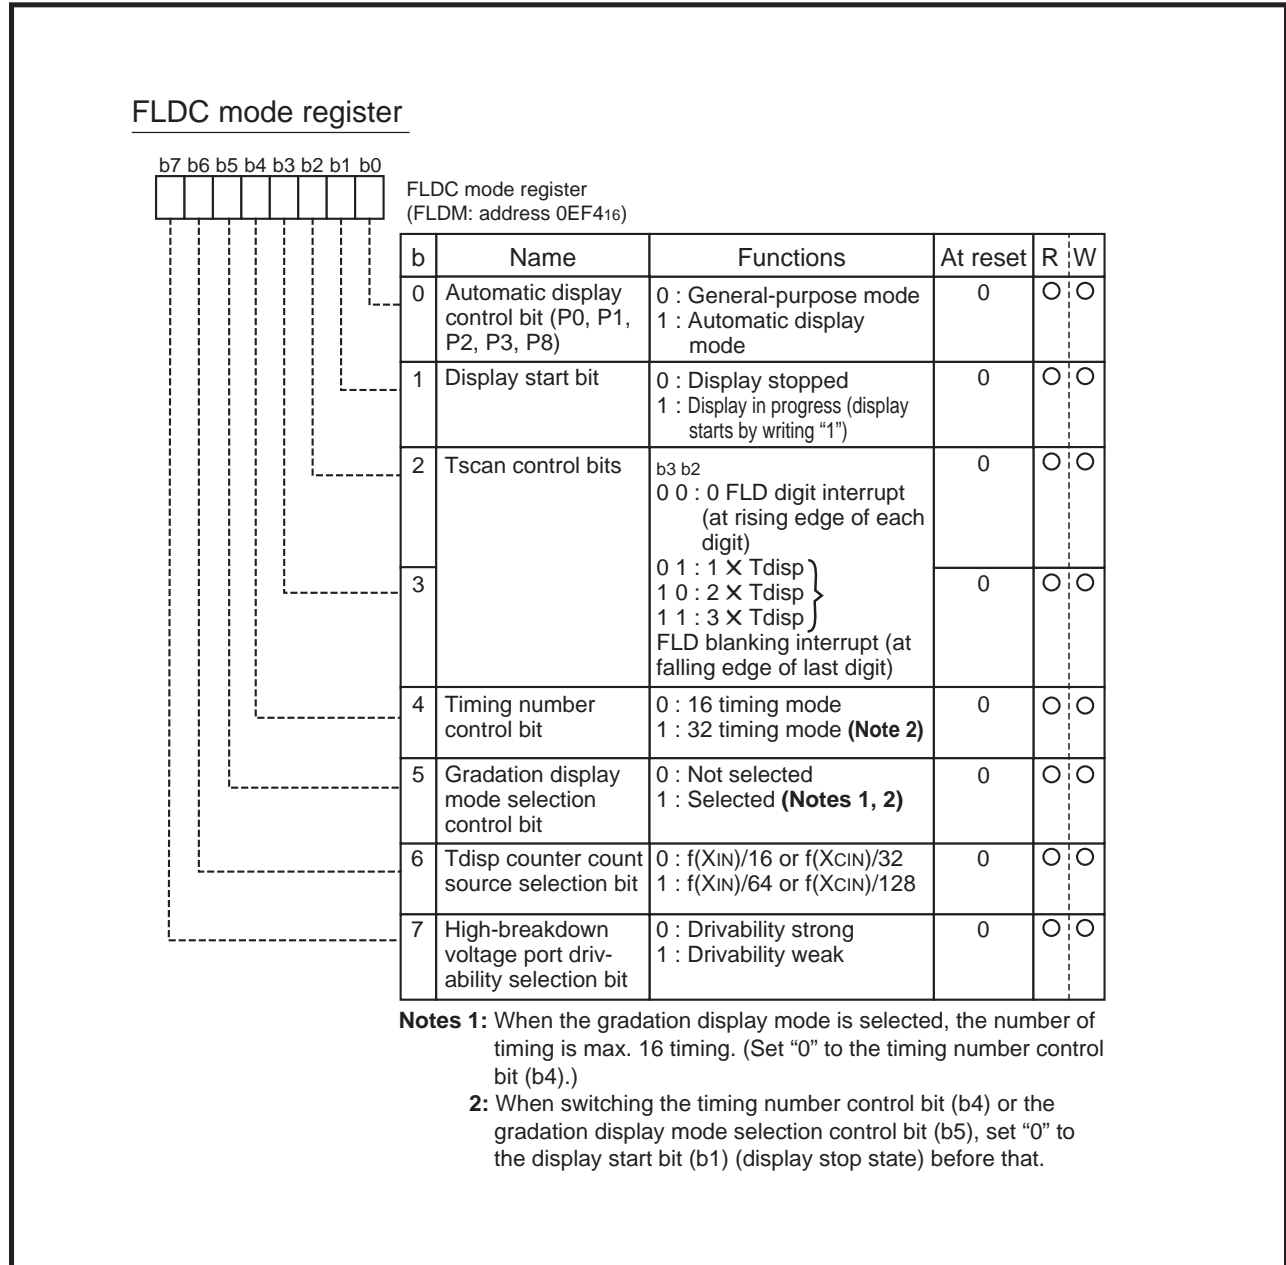 FLDC mode register
b7 b6 b5 b4 b3 b2 b1 b0
FLDC mode register
(FLDM: address 0EF416)
b Name Functions At reset R W
0 Automatic display control bit (P0, P1, P2, P3, P8) 0 : General-purpose mode 0 O O
1 : Automatic display mode
1 Display start bit 0 : Display stopped 0 O O
1 : Display in progress (display starts by writing “1”)
2 Tscan control bits b3 b2 0 O O
0 0 : 0 FLD digit interrupt
(at rising edge of each
digit)
0 1 : 1 X Tdisp
3 1 0 : 2 X Tdisp 0 O O
1 1 : 3 X Tdisp
FLD blanking interrupt (at
falling edge of last digit)
4 Timing number 0 : 16 timing mode 0 O O
control bit 1 : 32 timing mode (Note 2)
5 Gradation display 0 : Not selected 0 O O
mode selection 1 : Selected (Notes 1, 2)
control bit
6 Tdisp counter count 0 : f(XIN)/16 or f(XCIN)/32 0 O O
source selection bit 1 : f(XIN)/64 or f(XCIN)/128
7 High-breakdown 0 : Drivability strong 0 O O
voltage port driv- 1 : Drivability weak
ability selection bit
Notes 1: When the gradation display mode is selected, the number of
timing is max. 16 timing. (Set “0” to the timing number control
bit (b4).)
2: When switching the timing number control bit (b4) or the
gradation display mode selection control bit (b5), set “0” to
the display start bit (b1) (display stop state) before that.